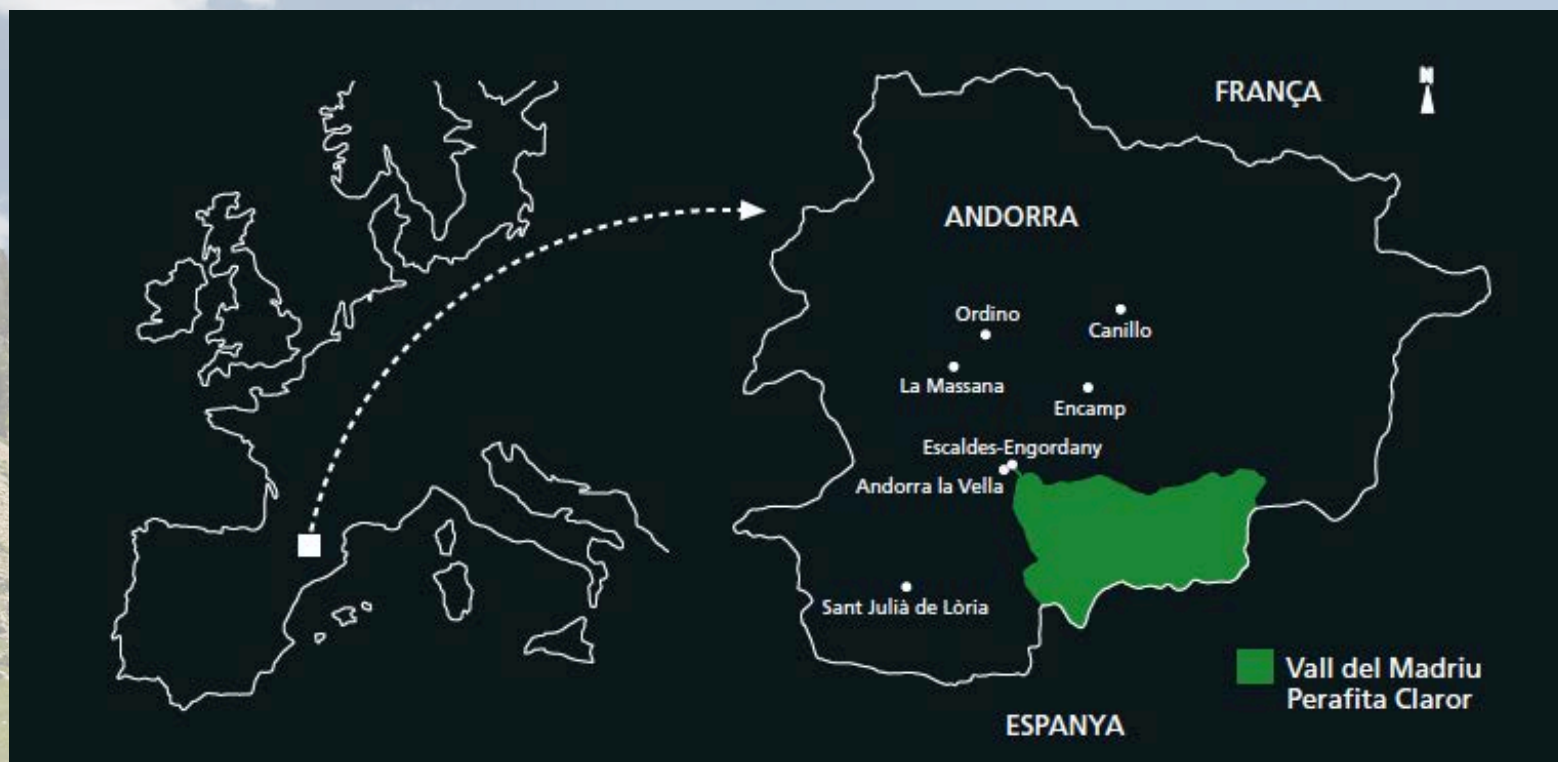 FRANÇA
N
ANDORRA
Ordino
Canillo
La Massana
Encamp
Escaldes-Engordany
Andorra la Vella
Sant Julià de Lòria
Vall del Madriu
Perafita Claror
ESPANYA